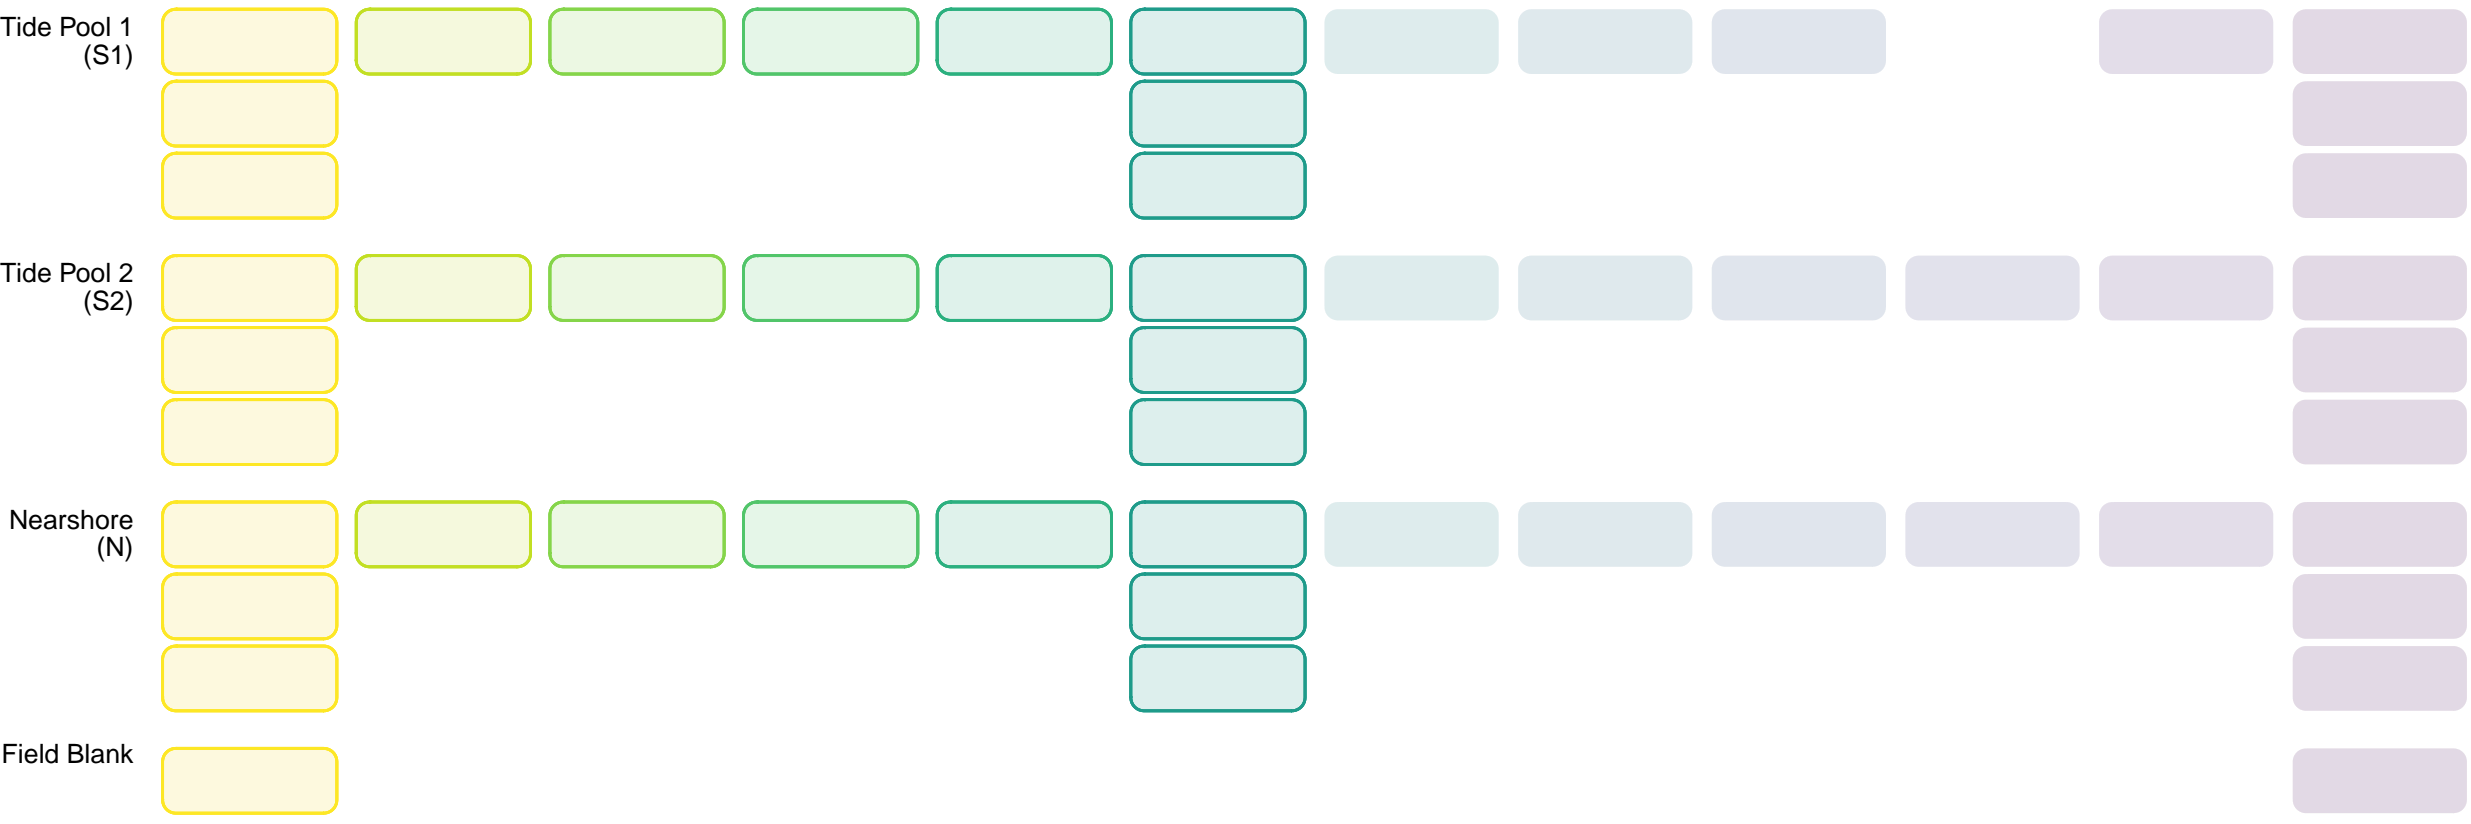 Tide Pool 1
(S1)
Tide Pool 2
(S2)
Nearshore
(N)
Field Blank